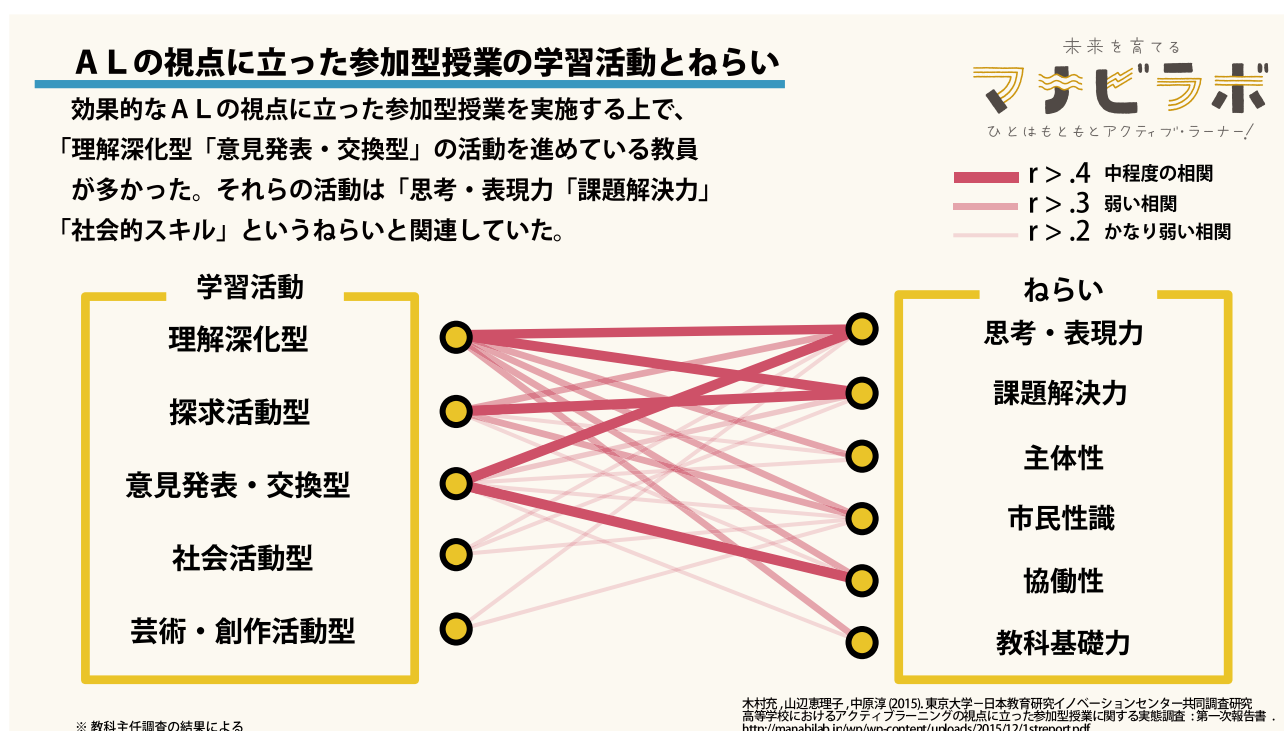 ＡＬの視点に立った参加型授業の学習活動とねらい
効果的なＡＬの視点に立った参加型授業を実施する上で、
「理解深化型「意見発表・交換型」の活動を進めている教員
が多かった。それらの活動は「思考・表現力「課題解決力」
「社会的スキル」というねらいと関連していた。
未来を育てる
マナビラボ
ひとはもともとアクティブ・ラーナー!
r > .4 中程度の相関
r > .3 弱い相関
r > .2 かなり弱い相関
学習活動
理解深化型
探求活動型
意見発表・交換型
社会活動型
芸術・創作活動型
ねらい
思考・表現力
課題解決力
主体性
市民性識
協働性
教科基礎力
※ 教科主任調査の結果による
木村充 , 山辺恵理子 , 中原淳 (2015). 東京大学－日本教育研究イノベーションセンター共同調査研究
高等学校におけるアクティブラーニングの視点に立った参加型授業に関する実態調査 : 第一次報告書 .
http://manabilab.jp/wp/wp-content/uploads/2015/12/1streport.pdf